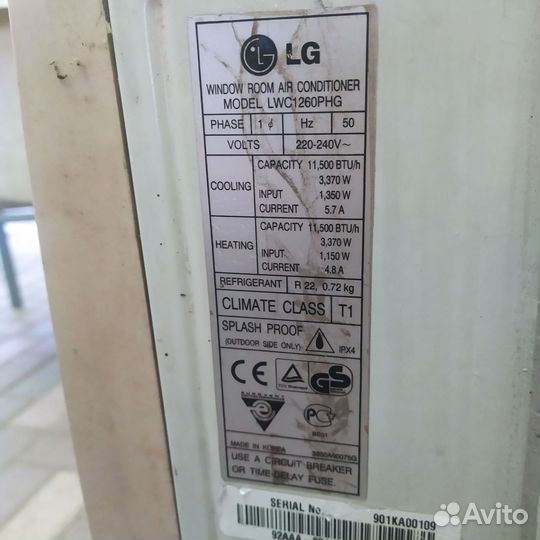 LG
WINDOW ROOM AIR CONDITIONER
MODEL LWC1260PHG
PHASE 1 ϕ Hz 50
VOLTS 220-240V~
COOLING
CAPACITY 11,500 BTU/h
3,370 W
INPUT 1,350 W
CURRENT 5.7 A
HEATING
CAPACITY 11,500 BTU/h
3,370 W
INPUT 1,150 W
CURRENT 4.8 A
REFRIGERANT R 22, 0.72 kg
CLIMATE CLASS T1
SPLASH PROOF
(OUTDOOR SIDE ONLY) IPX4
CE
GS
EUROVENT
MADE IN KOREA
USE A CIRCUIT BREAKER
OR TIME-DELAY FUSE.
SERIAL No.
901KA00109
92AAA
Avito